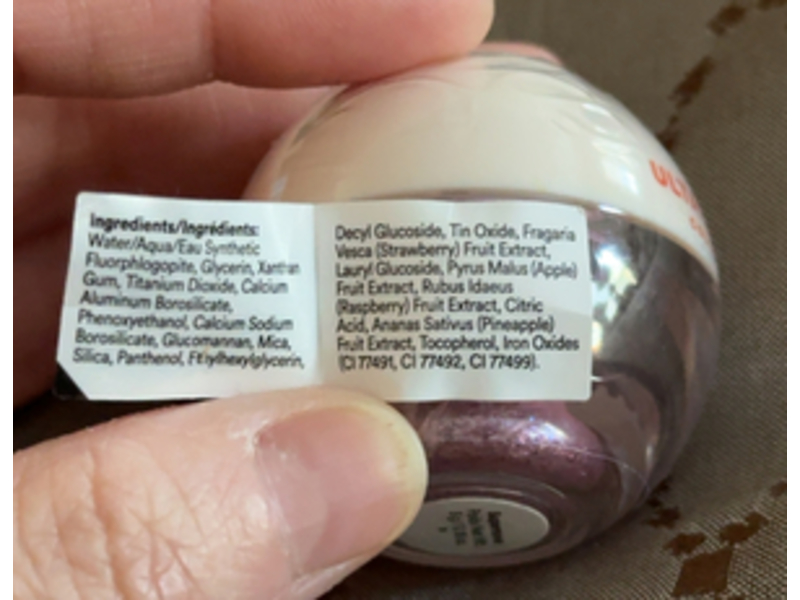 Ingredients/Ingrédients:
Water/Aqua/Eau Synthetic
Fluorphlogopite, Glycerin, Xanthan
Gum, Titanium Dioxide, Calcium
Aluminum Borosilicate,
Phenoxyethanol, Calcium Sodium
Borosilicate, Glucomannan, Mica,
Silica, Panthenol, Ethylhexylglycerin,
Decyl Glucoside, Tin Oxide, Fragaria
Vesca (Strawberry) Fruit Extract,
Lauryl Glucoside, Pyrus Malus (Apple)
Fruit Extract, Rubus Idaeus
(Raspberry) Fruit Extract, Citric
Acid, Ananas Sativus (Pineapple)
Fruit Extract, Tocopherol, Iron Oxides
(CI 77491, CI 77492, CI 77499).